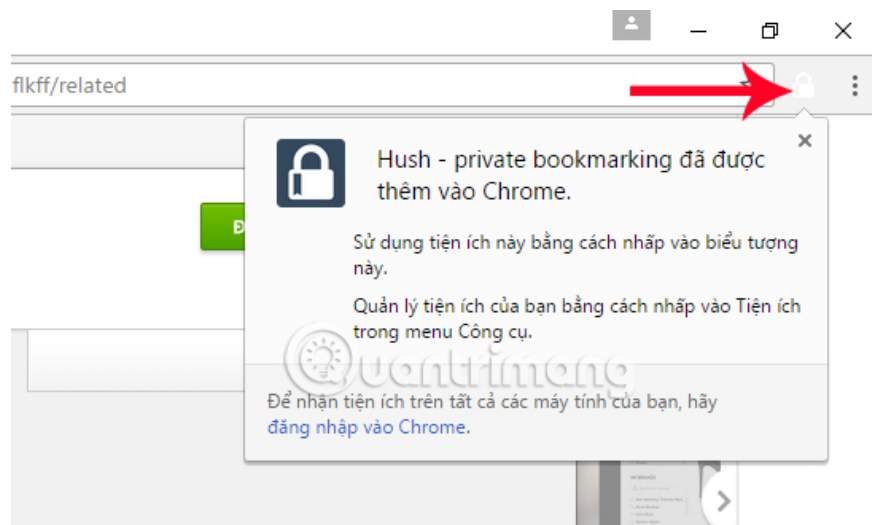 flkff/related
Hush - private bookmarking đã được
thêm vào Chrome.
Đ
Sử dụng tiện ích này bằng cách nhấp vào biểu tượng
này.
Quản lý tiện ích của bạn bằng cách nhấp vào Tiện ích
trong menu Công cụ.
Quantrimang
Để nhận tiện ích trên tất cả các máy tính của bạn, hãy
đăng nhập vào Chrome.